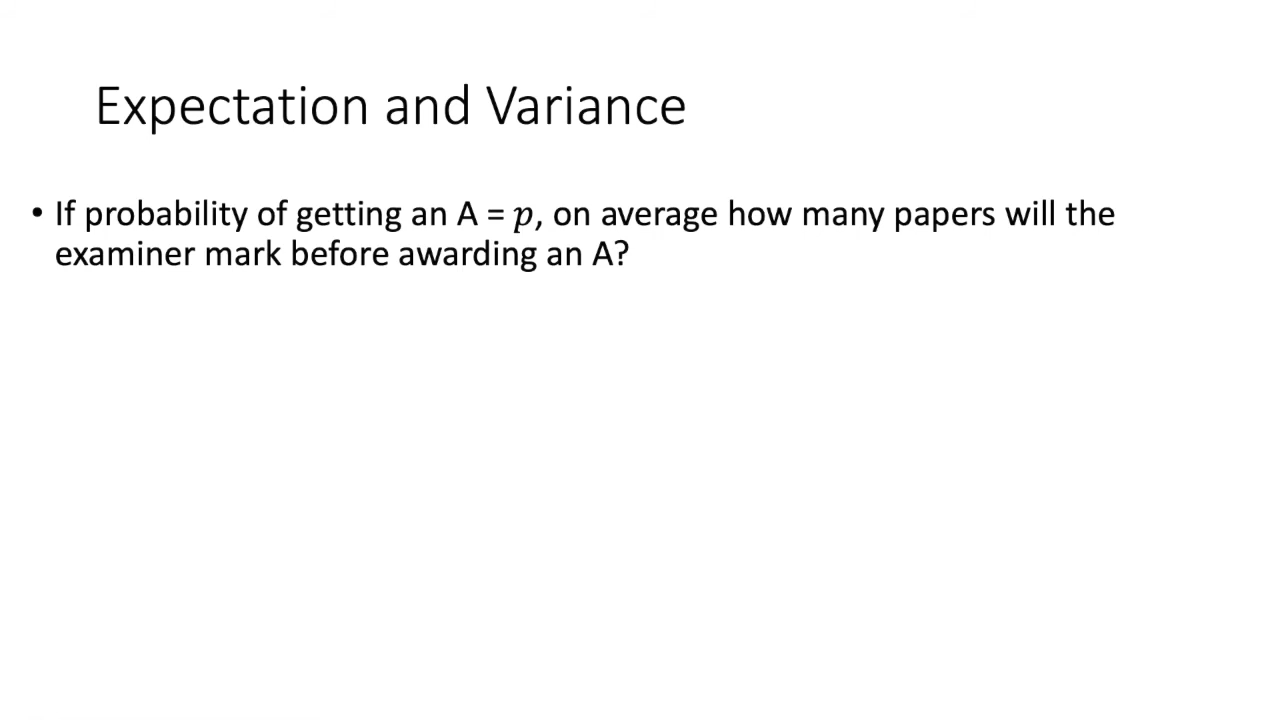 Expectation and Variance
• If probability of getting an A = 𝑝, on average how many papers will the
examiner mark before awarding an A?